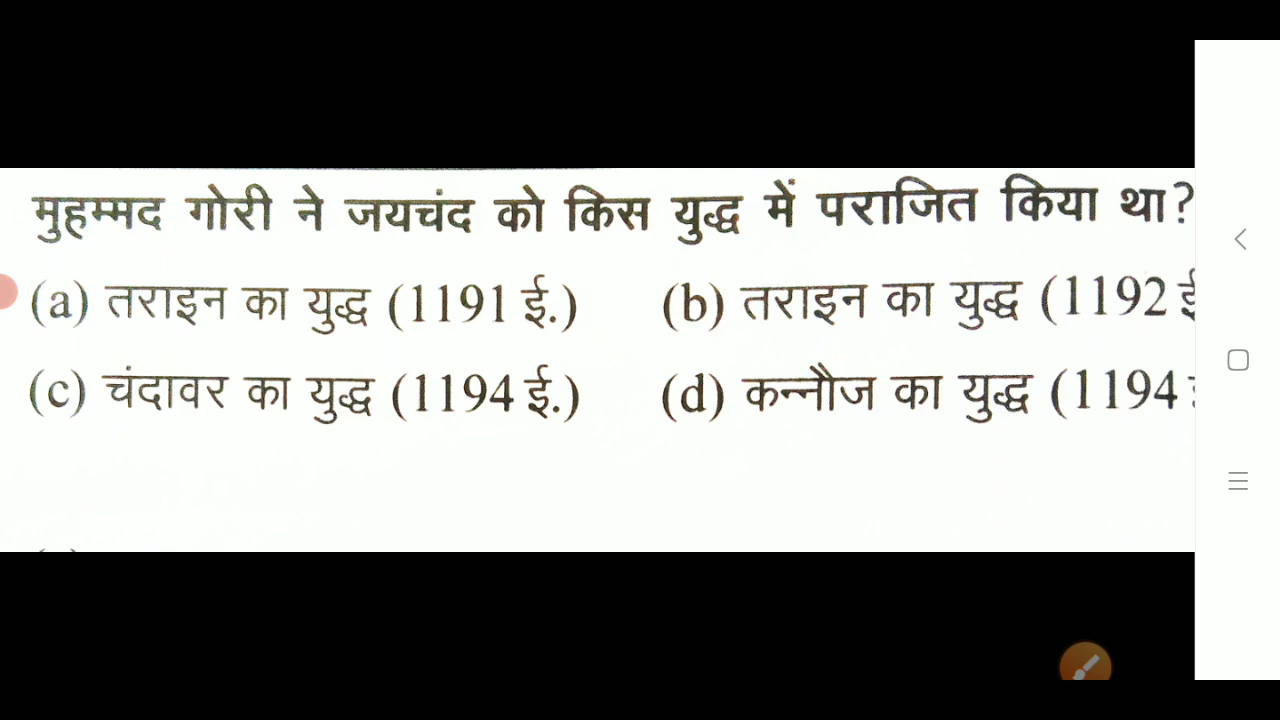 मुहम्मद गोरी ने जयचंद को किस युद्ध में पराजित किया था?
(a) तराइन का युद्ध (1191 ई.) (b) तराइन का युद्ध (1192 ई
(c) चंदावर का युद्ध (1194 ई.) (d) कन्नौज का युद्ध (1194